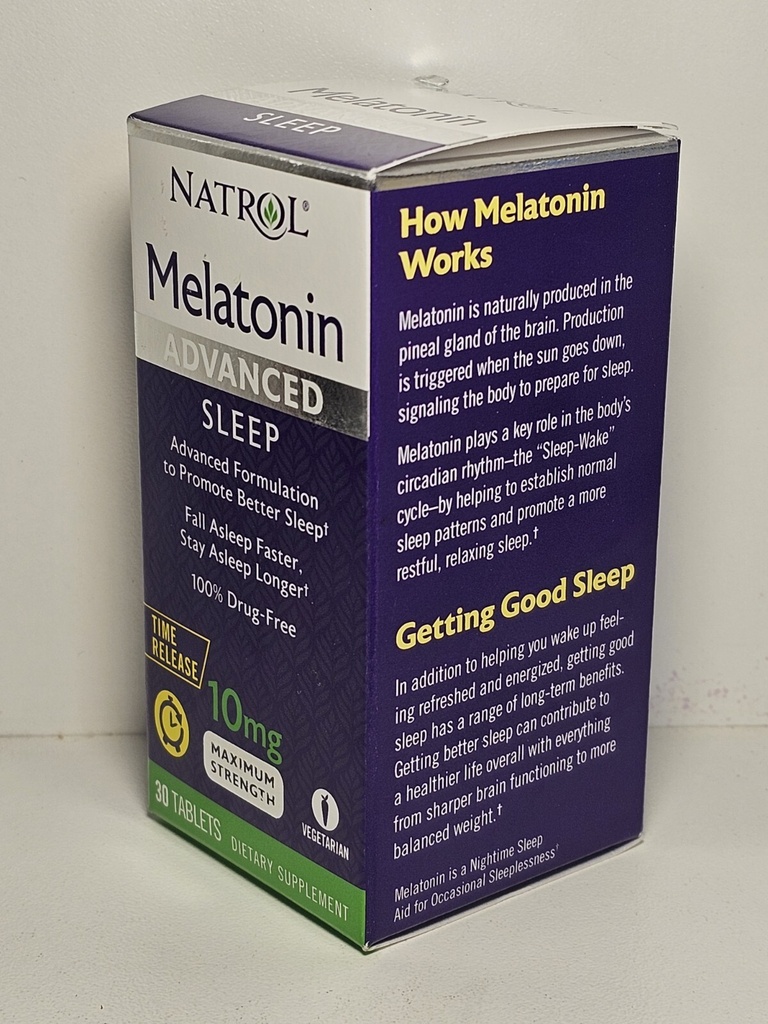 Melatonin
SLEEP
NATROL®
Melatonin
ADVANCED
SLEEP
Advanced Formulation
to Promote Better Sleep†
Fall Asleep Faster,
Stay Asleep Longer†
100% Drug-Free
TIME
RELEASE
10mg
MAXIMUM
STRENGTH
VEGETARIAN
30 TABLETS
DIETARY SUPPLEMENT
How Melatonin
Works
Melatonin is naturally produced in the
pineal gland of the brain. Production
is triggered when the sun goes down,
signaling the body to prepare for sleep.
Melatonin plays a key role in the body's
circadian rhythm—the “Sleep-Wake”
cycle—by helping to establish normal
sleep patterns and promote a more
restful, relaxing sleep.†
Getting Good Sleep
In addition to helping you wake up feel-
ing refreshed and energized, getting good
sleep has a range of long-term benefits.
Getting better sleep can contribute to
a healthier life overall with everything
from sharper brain functioning to more
balanced weight.†
Melatonin is a Nightime Sleep
Aid for Occasional Sleeplessness†